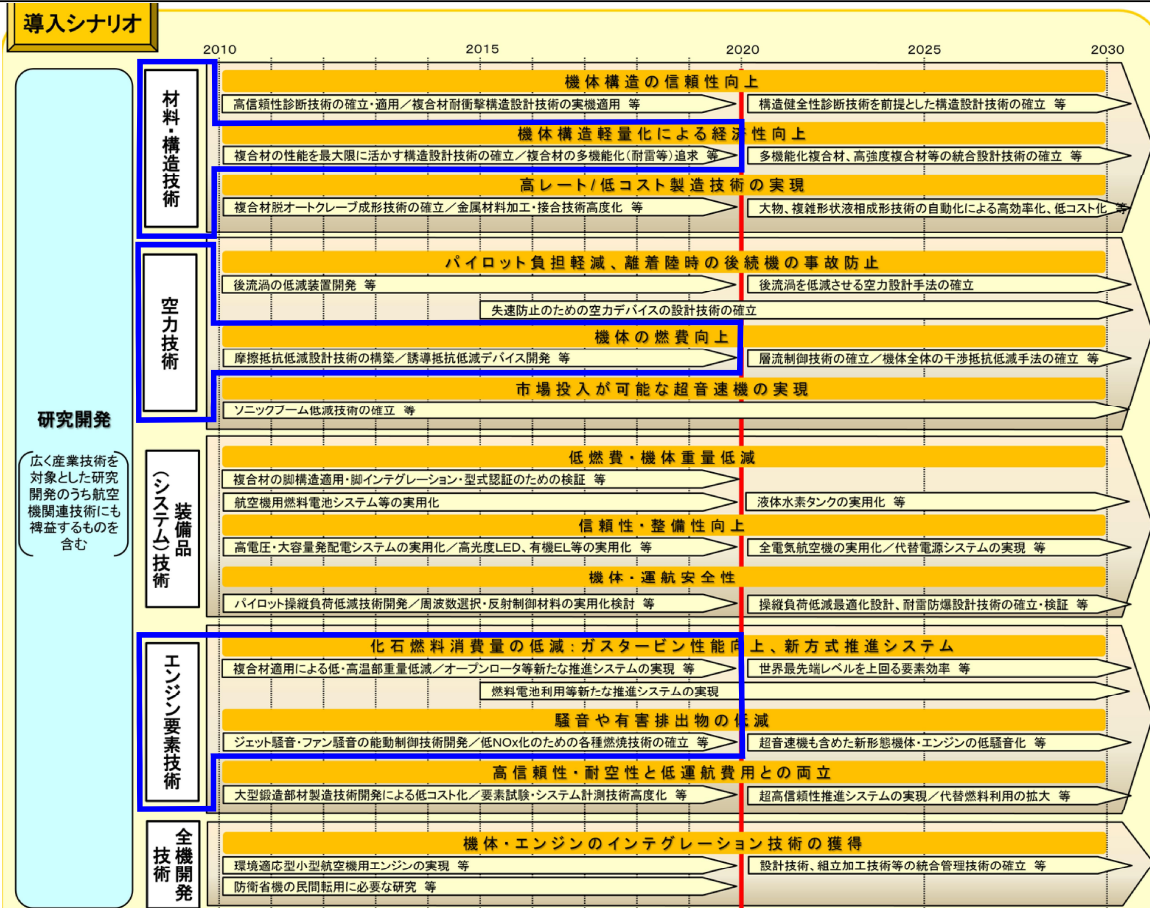 導入シナリオ
2010
2015
2020
2025
2030
研究開発
広く産業技術を
対象とした研究
開発のうち航空
機関連技術にも
裨益するものを
含む
材料・構造技術
機体構造の信頼性向上
高信頼性診断技術の確立・適用／複合材耐衝撃構造設計技術の実機適用 等
構造健全性診断技術を前提とした構造設計技術の確立 等
機体構造軽量化による経済性向上
複合材の性能を最大限に活かす構造設計技術の確立／複合材の多機能化(耐雷等)追求 等
多機能化複合材、高強度複合材等の統合設計技術の確立 等
高レート/低コスト製造技術の実現
複合材脱オートクレーブ成形技術の確立／金属材料加工・接合技術高度化 等
大物、複雑形状液相成形技術の自動化による高効率化、低コスト化 等
空力技術
パイロット負担軽減、離着陸時の後続機の事故防止
後流渦の低減装置開発 等
後流渦を低減させる空力設計手法の確立
失速防止のための空力デバイスの設計技術の確立
機体の燃費向上
摩擦抵抗低減設計技術の構築／誘導抵抗低減デバイス開発 等
層流制御技術の確立／機体全体の干渉抵抗低減手法の確立 等
市場投入が可能な超音速機の実現
ソニックブーム低減技術の確立 等
装備品
(システム)技術
低燃費・機体重量低減
複合材の脚構造適用・脚インテグレーション・型式認証のための検証 等
航空機用燃料電池システム等の実用化
液体水素タンクの実用化 等
信頼性・整備性向上
高電圧・大容量発配電システムの実用化／高光度LED、有機EL等の実用化 等
全電気航空機の実用化／代替電源システムの実現 等
機体・運航安全性
パイロット操縦負荷低減技術開発／周波数選択・反射制御材料の実用化検討 等
操縦負荷低減最適化設計、耐雷防爆設計技術の確立・検証 等
エンジン要素技術
化石燃料消費量の低減：ガスタービン性能向上、新方式推進システム
複合材適用による低・高温部重量低減／オープンロータ等新たな推進システムの実現 等
世界最先端レベルを上回る要素効率 等
燃料電池利用等新たな推進システムの実現
騒音や有害排出物の低減
ジェット騒音・ファン騒音の能動制御技術開発／低NOx化のための各種燃焼技術の確立 等
超音速機も含めた新形態機体・エンジンの低騒音化 等
高信頼性・耐空性と低運航費用との両立
大型鍛造部材製造技術開発による低コスト化／要素試験・システム計測技術高度化 等
超高信頼性推進システムの実現／代替燃料利用の拡大 等
全機開発
技術
機体・エンジンのインテグレーション技術の獲得
環境適応型小型航空機用エンジンの実現 等
設計技術、組立加工技術等の統合管理技術の確立 等
防衛省機の民間転用に必要な研究 等